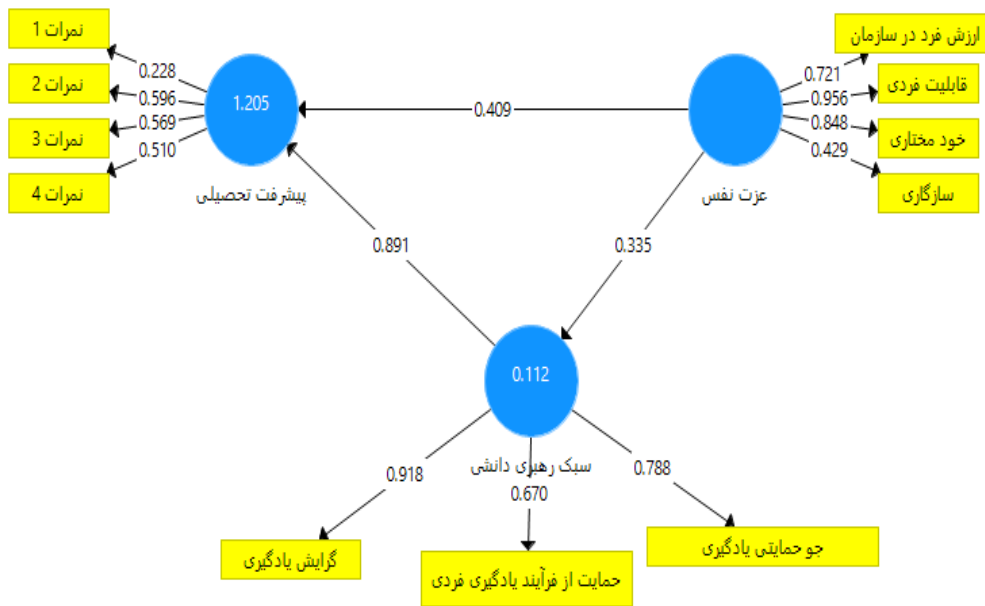 نمرات 1
نمرات 2
نمرات 3
نمرات 4
0.228
0.596
0.569
0.510
1.205
پیشرفت تحصیلی
0.409
ارزش فرد در سازمان
قابلیت فردی
خود مختاری
سازگاری
0.721
0.956
0.848
0.429
عزت نفس
0.891
0.335
0.112
سبک رهبری دانشی
0.918
0.670
0.788
گرایش یادگیری
حمایت از فرآیند یادگیری فردی
جو حمایتی یادگیری